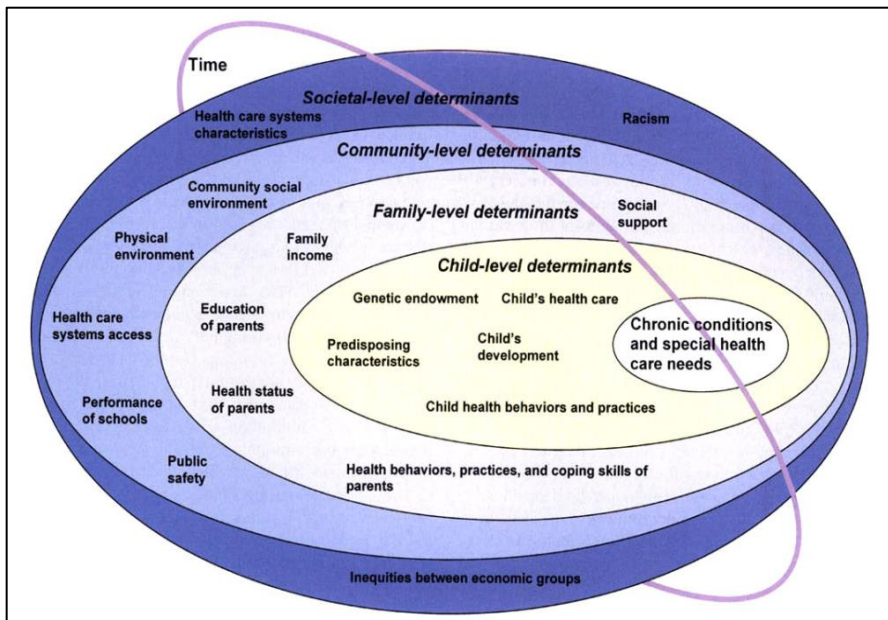 Time
Societal-level determinants
Health care systems
characteristics
Racism
Community-level determinants
Community social
environment
Family-level determinants
Social
support
Physical
environment
Family
income
Child-level determinants
Genetic endowment
Child's health care
Health care
systems access
Education
of parents
Predisposing
characteristics
Child's
development
Chronic conditions
and special health
care needs
Performance
of schools
Health status
of parents
Child health behaviors and practices
Public
safety
Health behaviors, practices, and coping skills of
parents
Inequities between economic groups